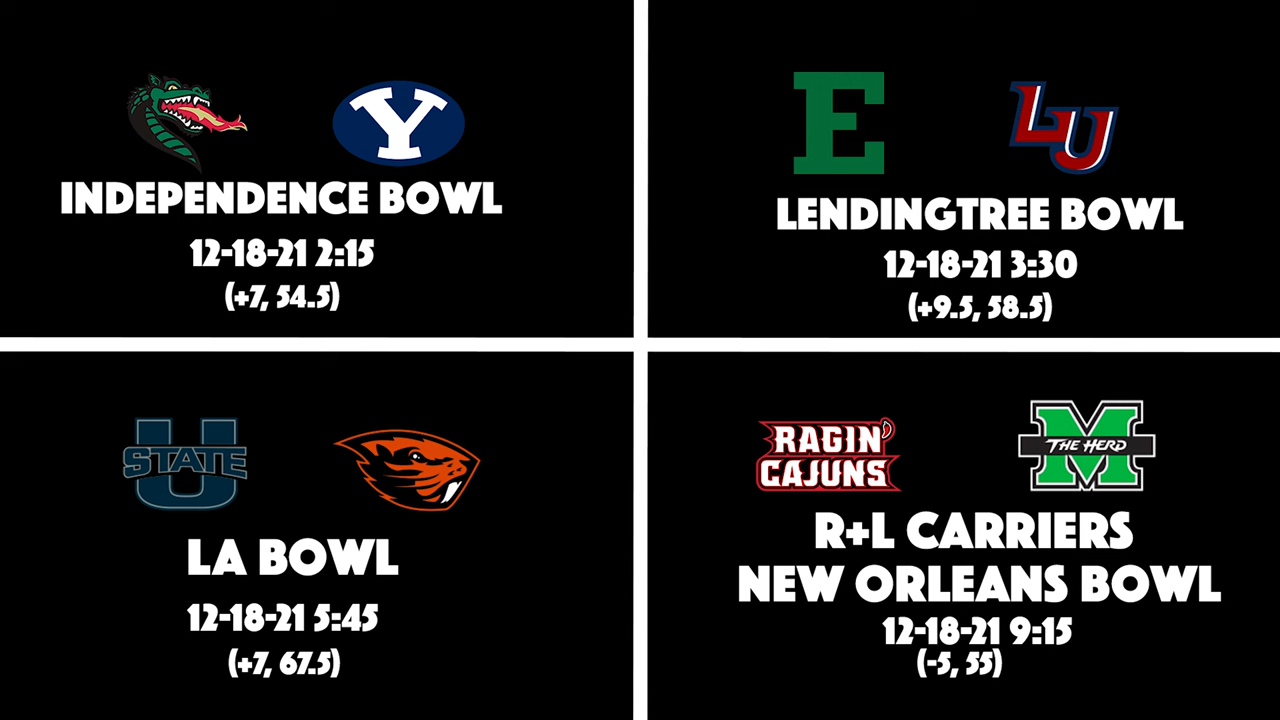 Y
INDEPENDENCE BOWL
12-18-21 2:15
(+7, 54.5)
E
LU
LENDINGTREE BOWL
12-18-21 3:30
(+9.5, 58.5)
U
STATE
LA BOWL
12-18-21 5:45
(+7, 67.5)
RAGIN'
CAJUNS
M
THE HERD
R+L CARRIERS
NEW ORLEANS BOWL
12-18-21 9:15
(-5, 55)